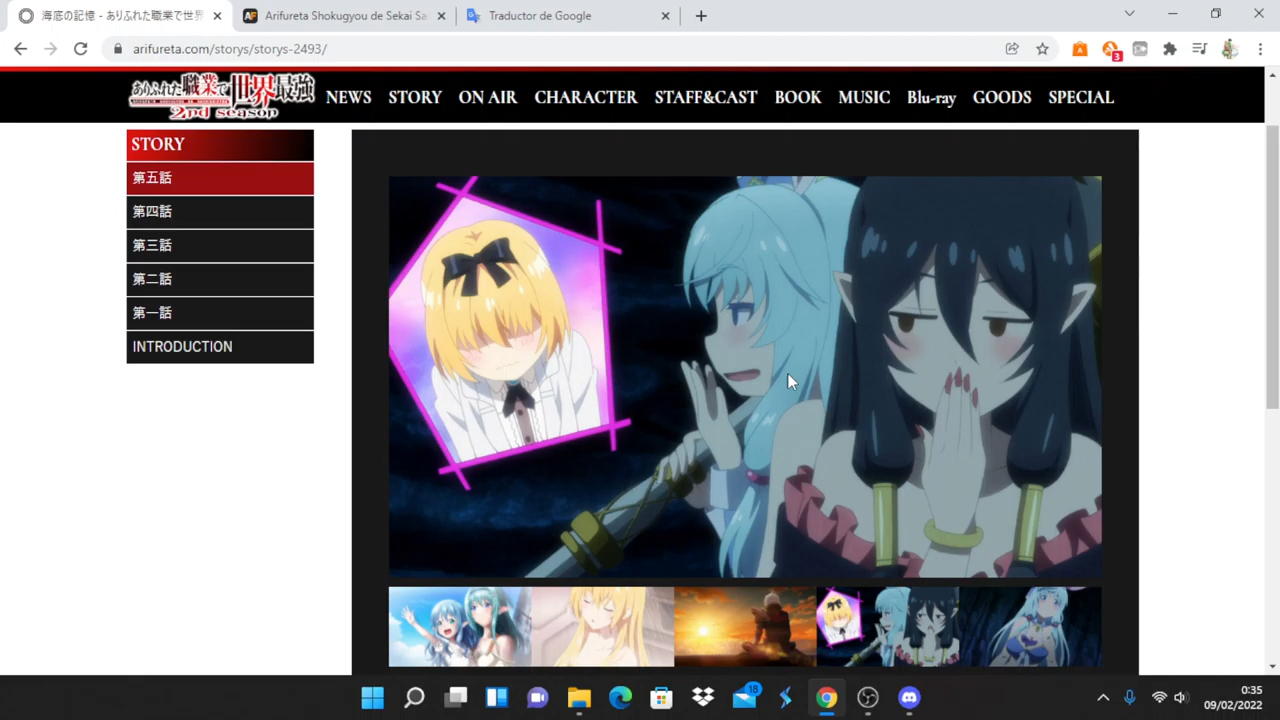 海底の記憶 - ありふれた職業で世界
Arifureta Shokugyou de Sekai Sa
Traductor de Google
arifureta.com/storys/storys-2493/
3
ありふれた職業で世界最強
2nd season
NEWS
STORY
ON AIR
CHARACTER
STAFF&CAST
BOOK
MUSIC
Blu-ray
GOODS
SPECIAL
STORY
第五話
第四話
第三話
第二話
第一話
INTRODUCTION
18
0:35
09/02/2022